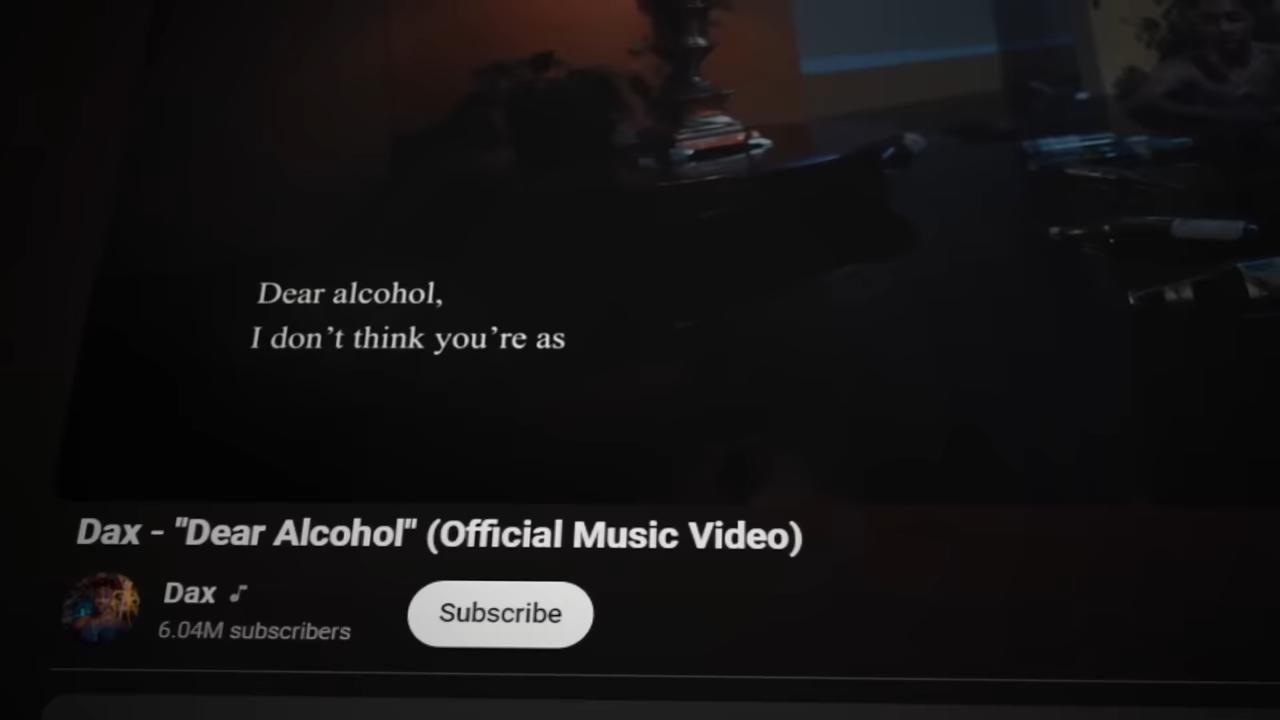 Dear alcohol,
I don't think you're as
Dax - "Dear Alcohol" (Official Music Video)
Dax ♪
6.04M subscribers
Subscribe